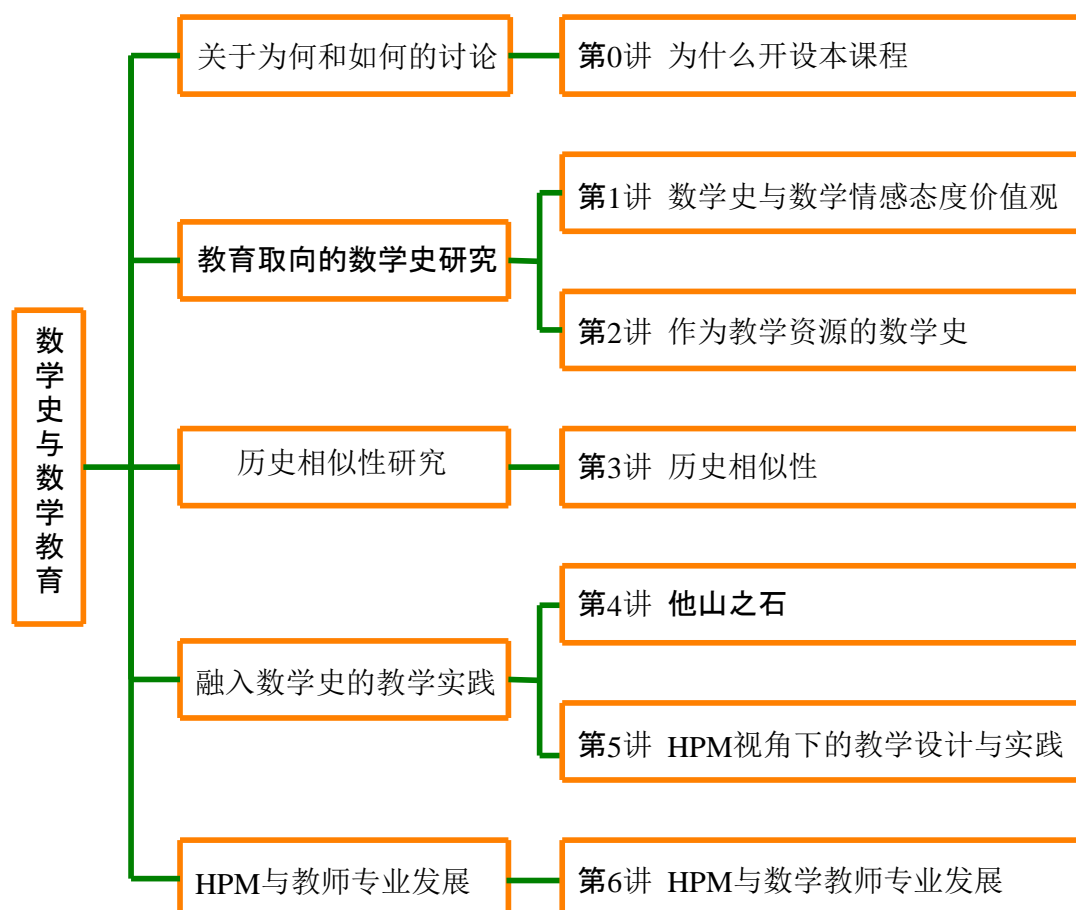 数学史与数学教育
关于为何和如何的讨论
第0讲 为什么开设本课程
教育取向的数学史研究
第1讲 数学史与数学情感态度价值观
第2讲 作为教学资源的数学史
历史相似性研究
第3讲 历史相似性
融入数学史的教学实践
第4讲 他山之石
第5讲 HPM视角下的教学设计与实践
HPM与教师专业发展
第6讲 HPM与数学教师专业发展